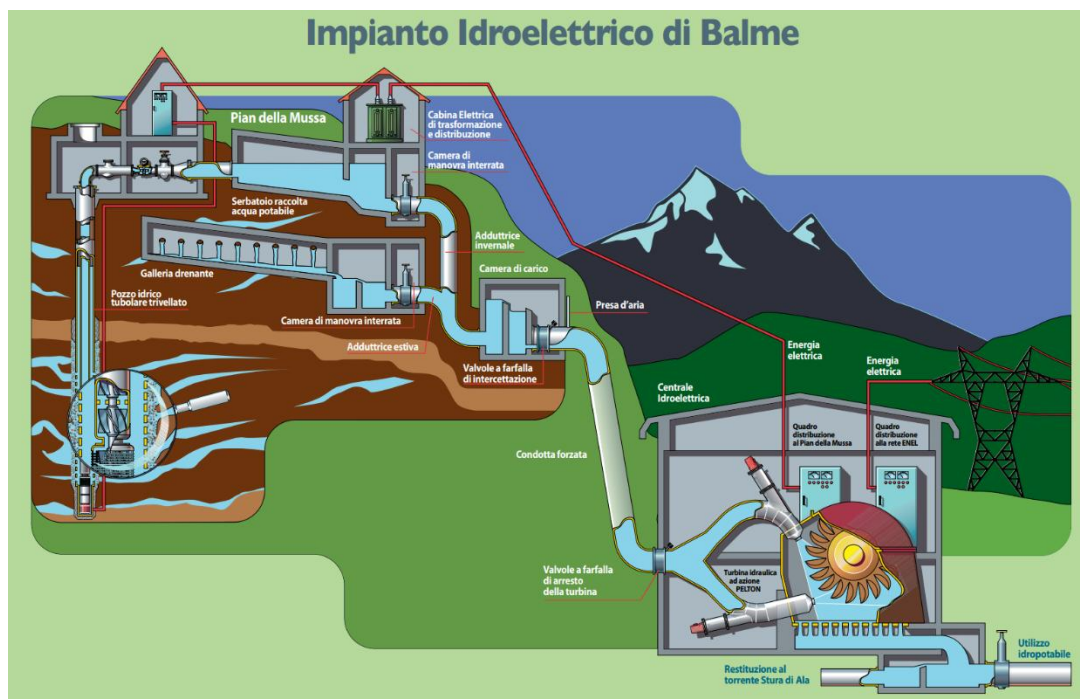 Impianto Idroelettrico di Balme
Pian della Mussa
Cabina Elettrica
di trasformazione
e distribuzione
Camera di
manovra interrata
Serbatoio raccolta
acqua potabile
Adduttrice
invernale
Galleria drenante
Camera di carico
Pozzo idrico
tubolare trivellato
Camera di manovra interrata
Presa d'aria
Adduttrice estiva
Valvole a farfalla
di intercettazione
Energia
elettrica
Energia
elettrica
Centrale
Idroelettrica
Quadro
distribuzione
al Pian della Mussa
Quadro
distribuzione
alla rete ENEL
Condotta forzata
Valvole a farfalla
di arresto
della turbina
Turbina idraulica
ad azione
PELTON
Restituzione al
torrente Stura di Ala
Utilizzo
idropotabile